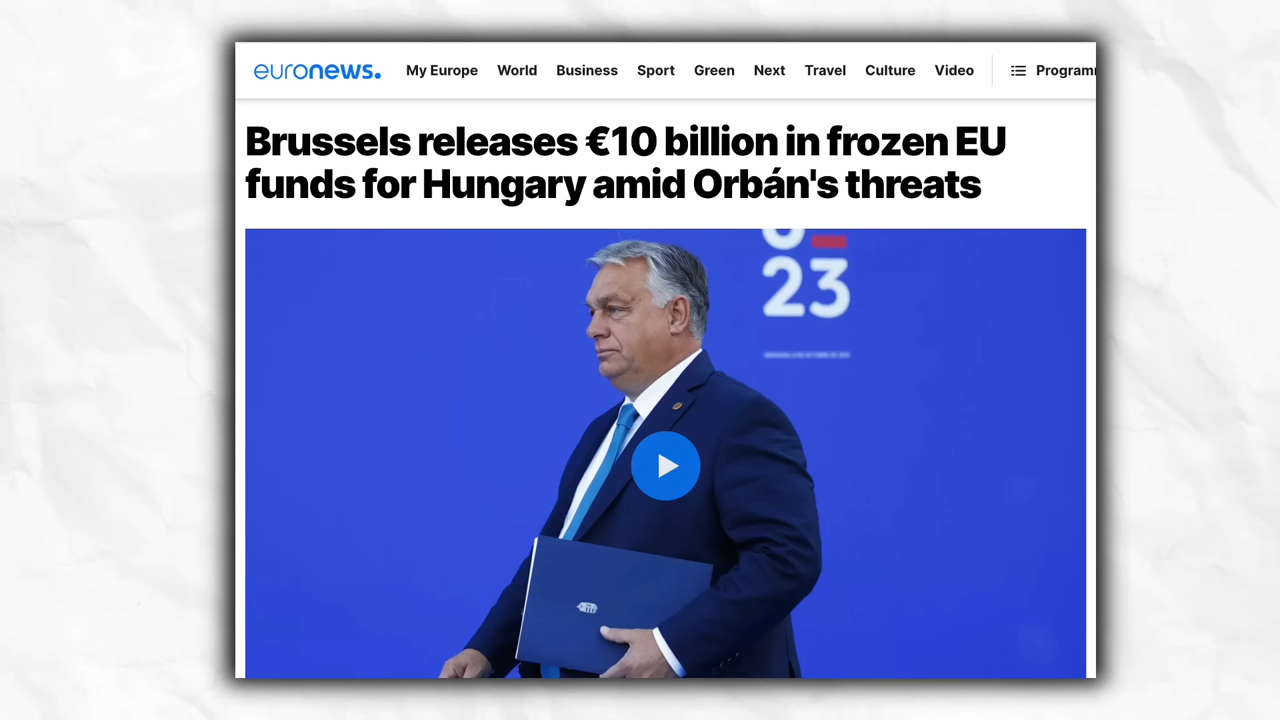 euronews.
My Europe World Business Sport Green Next Travel Culture Video Programm
Brussels releases €10 billion in frozen EU
funds for Hungary amid Orbán's threats
23